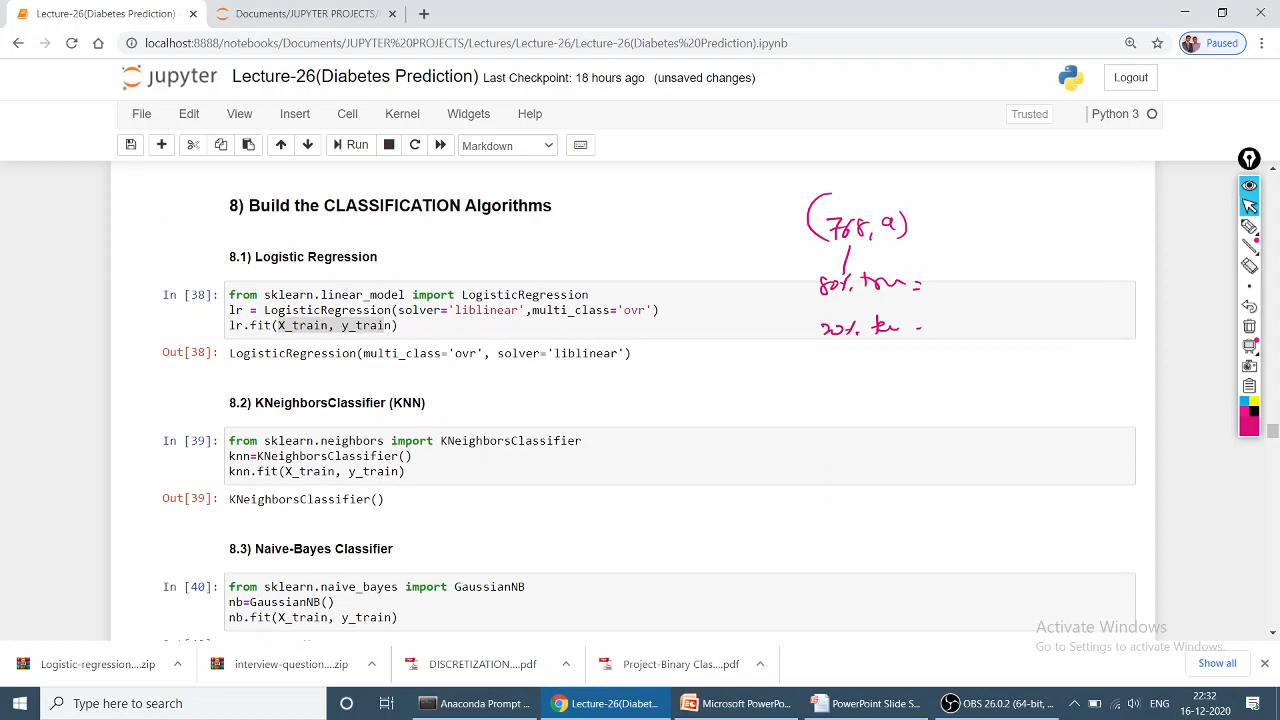 Lecture-26(Diabetes Prediction)
Documents/JUPYTER PROJECTS/
localhost:8888/notebooks/Documents/JUPYTER%20PROJECTS/Lectures/Lecture-26/Lecture-26(Diabetes%20Prediction).ipynb
Paused
jupyter Lecture-26(Diabetes Prediction) Last Checkpoint: 18 hours ago (unsaved changes)
Logout
File Edit View Insert Cell Kernel Widgets Help
Trusted
Python 3
Run
Markdown
8) Build the CLASSIFICATION Algorithms
(768, 9)
8.1) Logistic Regression
80%
In [38]: from sklearn.linear_model import LogisticRegression
lr = LogisticRegression(solver='liblinear',multi_class='ovr')
lr.fit(X_train, y_train)
20%
Out[38]: LogisticRegression(multi_class='ovr', solver='liblinear')
8.2) KNeighborsClassifier (KNN)
In [39]: from sklearn.neighbors import KNeighborsClassifier
knn=KNeighborsClassifier()
knn.fit(X_train, y_train)
Out[39]: KNeighborsClassifier()
8.3) Naive-Bayes Classifier
In [40]: from sklearn.naive_bayes import GaussianNB
nb=GaussianNB()
nb.fit(X_train, y_train)
Activate Windows
Go to Settings to activate Windows.
Logistic-regression....zip
interview-question....zip
DISCRETIZATION....pdf
Project-Binary Clas....pdf
Show all
Type here to search
Anaconda Prompt ...
Lecture-26(Diabet...
Microsoft PowerPo...
PowerPoint Slide S...
OBS 26.0.2 (64-bit, ...
ENG
22:32
16-12-2020